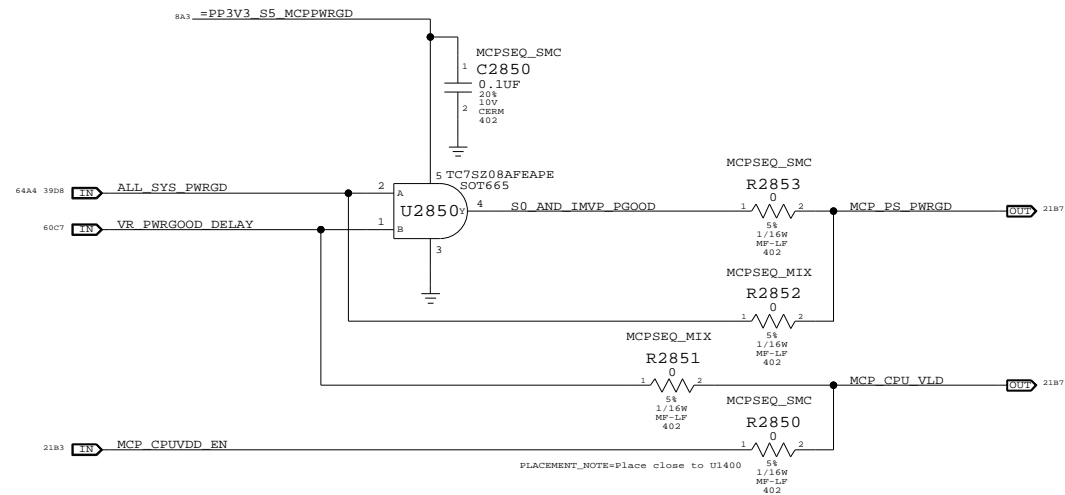 8A3 =PP3V3_S5_MCPPWRGD
MCPSEQ_SMC
1 C2850
0.1UF
20%
10V
2 CERM
402
5 TC7SZ08AFEAPE
SOT665
64A4 39D8 IN ALL_SYS_PWRGD 2 A
U2850 Y 4 S0_AND_IMVP_PGOOD
60C7 IN VR_PWRGOOD_DELAY 1 B
3
MCPSEQ_SMC
R2853
0
1 2 MCP_PS_PWRGD OUT 21B7
5%
1/16W
MF-LF
402
MCPSEQ_MIX
R2852
0
1 2
5%
1/16W
MF-LF
402
MCPSEQ_MIX
R2851
0
1 2 MCP_CPU_VLD OUT 21B7
5%
1/16W
MF-LF
402
MCPSEQ_SMC
R2850
0
21B3 IN MCP_CPUVDD_EN 1 2
PLACEMENT_NOTE=Place close to U1400
5%
1/16W
MF-LF
402